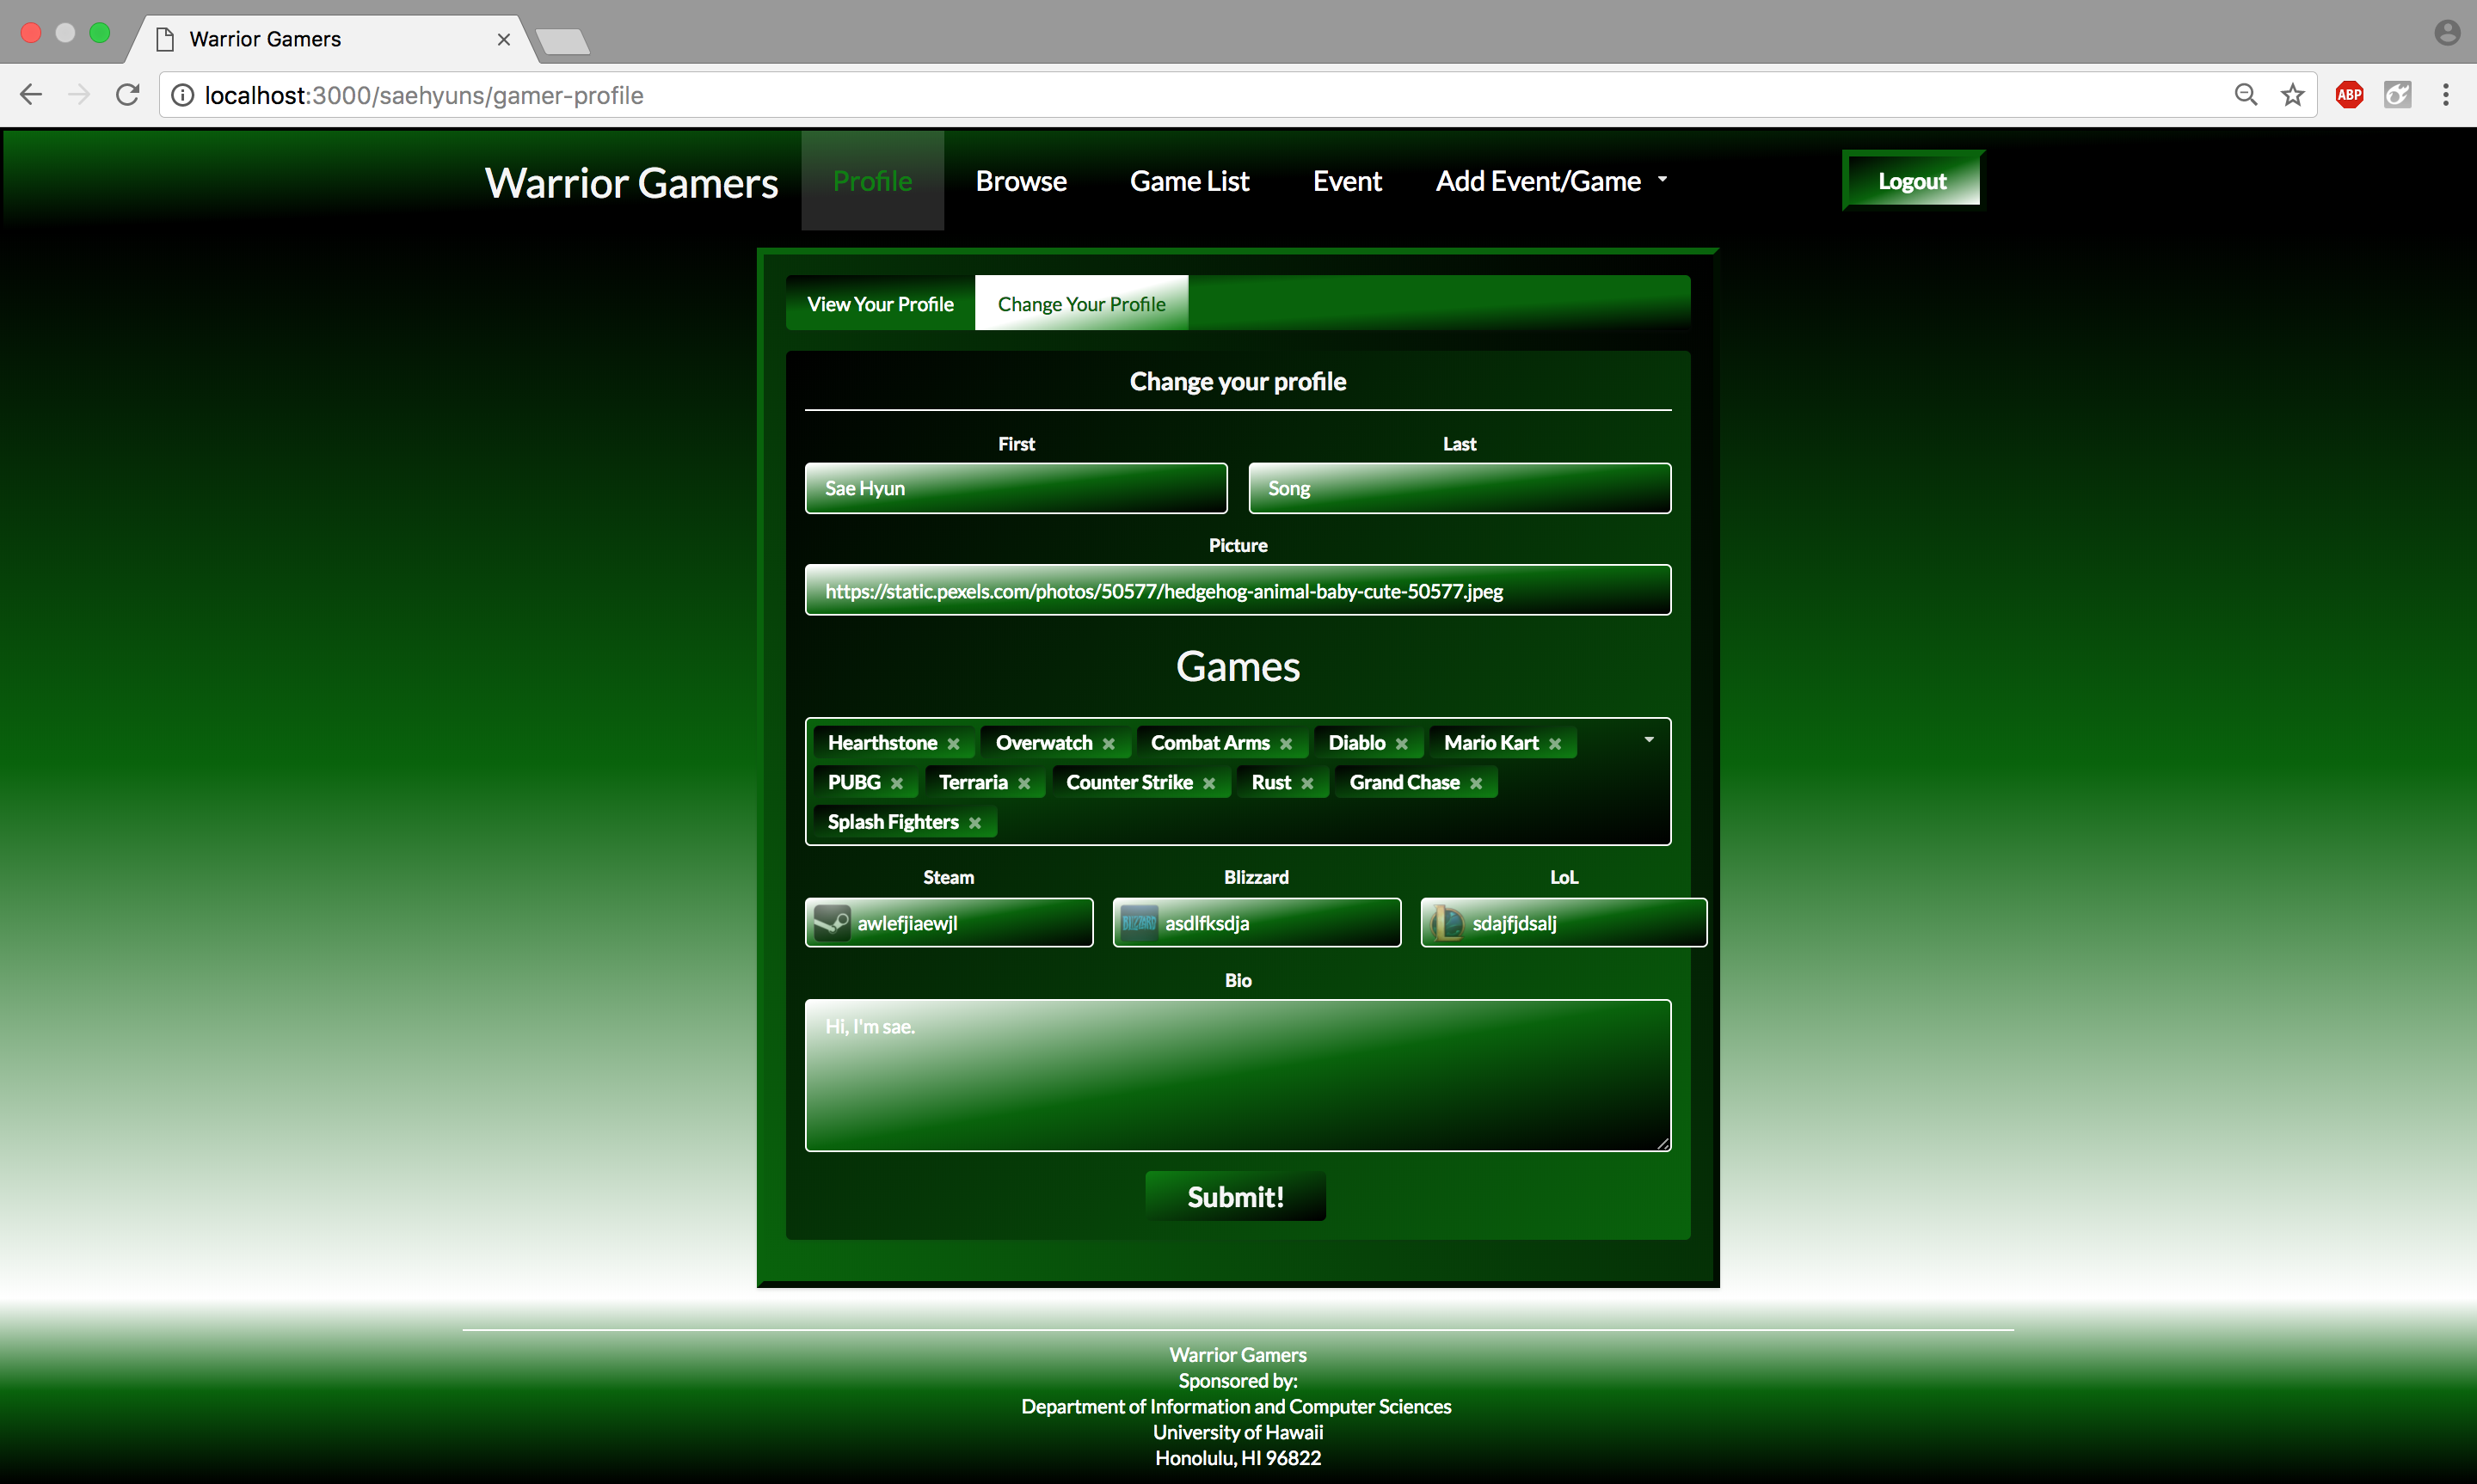 Warrior Gamers
localhost:3000/saehyuns/gamer-profile
ABP
Warrior Gamers Profile Browse Game List Event Add Event/Game Logout
View Your Profile Change Your Profile
Change your profile
First Last
Sae Hyun Song
Picture
https://static.pexels.com/photos/50577/hedgehog-animal-baby-cute-50577.jpeg
Games
Hearthstone Overwatch Combat Arms Diablo Mario Kart
PUBG Terraria Counter Strike Rust Grand Chase
Splash Fighters
Steam Blizzard LoL
awlefjiaewjl BLIZZARD asdlfksdja sdajfjdsalj
Bio
Hi, I'm sae.
Submit!
Warrior Gamers
Sponsored by:
Department of Information and Computer Sciences
University of Hawaii
Honolulu, HI 96822